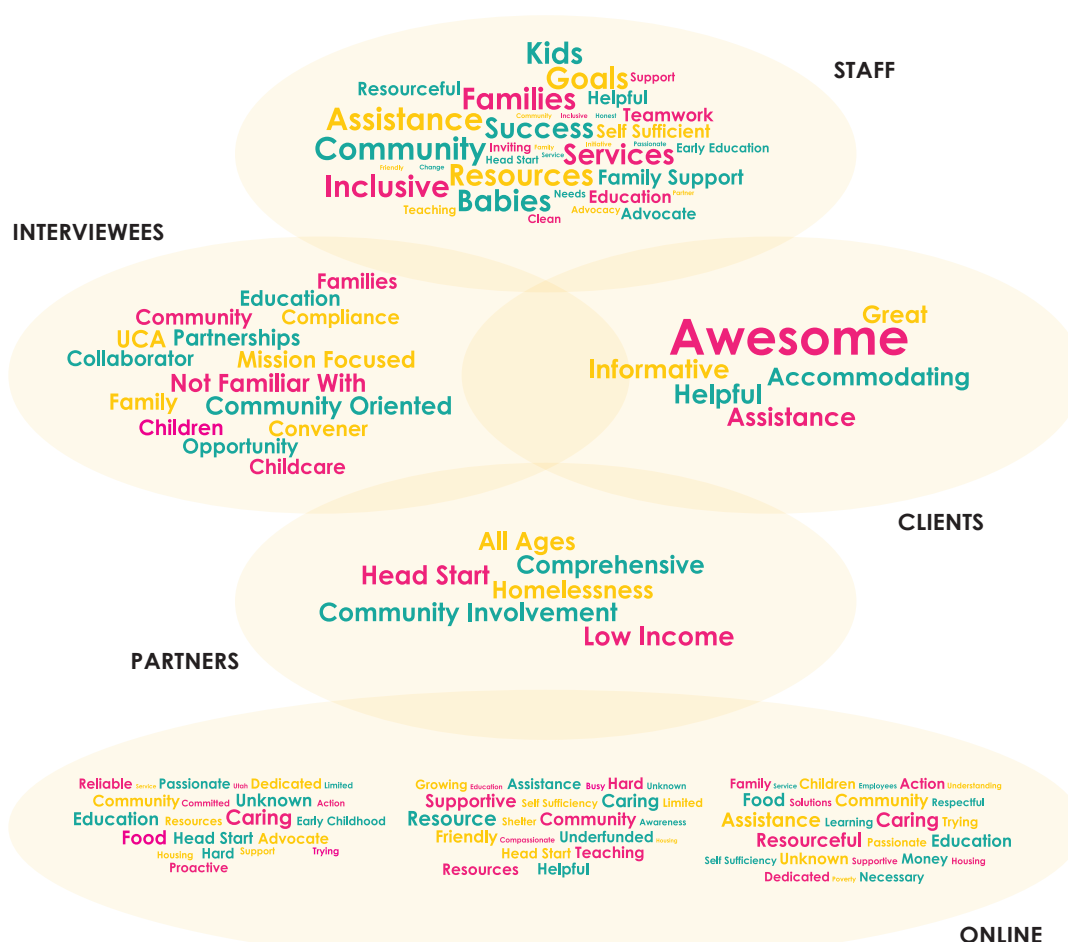 STAFF
Kids
Goals Support
Resourceful Families Helpful
Community Inclusive Honest Teamwork
Assistance Success Self Sufficient
Inviting Family Initiative Passionate Early Education
Community Head Start Service Services
Friendly Change Resources Family Support
Inclusive Babies Needs Education Partner
Teaching Clean Advocacy Advocate
INTERVIEWEES
Families
Education
Community Compliance
UCA Partnerships
Collaborator Mission Focused
Not Familiar With
Family Community Oriented
Children Convener
Opportunity
Childcare
Great
Awesome
Informative Accommodating
Helpful
Assistance
CLIENTS
All Ages
Head Start Comprehensive
Homelessness
Community Involvement
Low Income
PARTNERS
Reliable Service Passionate Utah Dedicated Limited
Community Committed Unknown Action
Education Resources Caring Early Childhood
Food Head Start Advocate
Housing Hard Support Trying
Proactive
Growing Education Assistance Busy Hard Unknown
Supportive Self Sufficiency Caring Limited
Resource Shelter Community Awareness
Friendly Compassionate Underfunded Housing
Head Start Teaching
Resources Helpful
Family Service Children Employees Action Understanding
Food Solutions Community Respectful
Assistance Learning Caring Trying
Resourceful Passionate Education
Self Sufficiency Unknown Supportive Money Housing
Dedicated Poverty Necessary
ONLINE